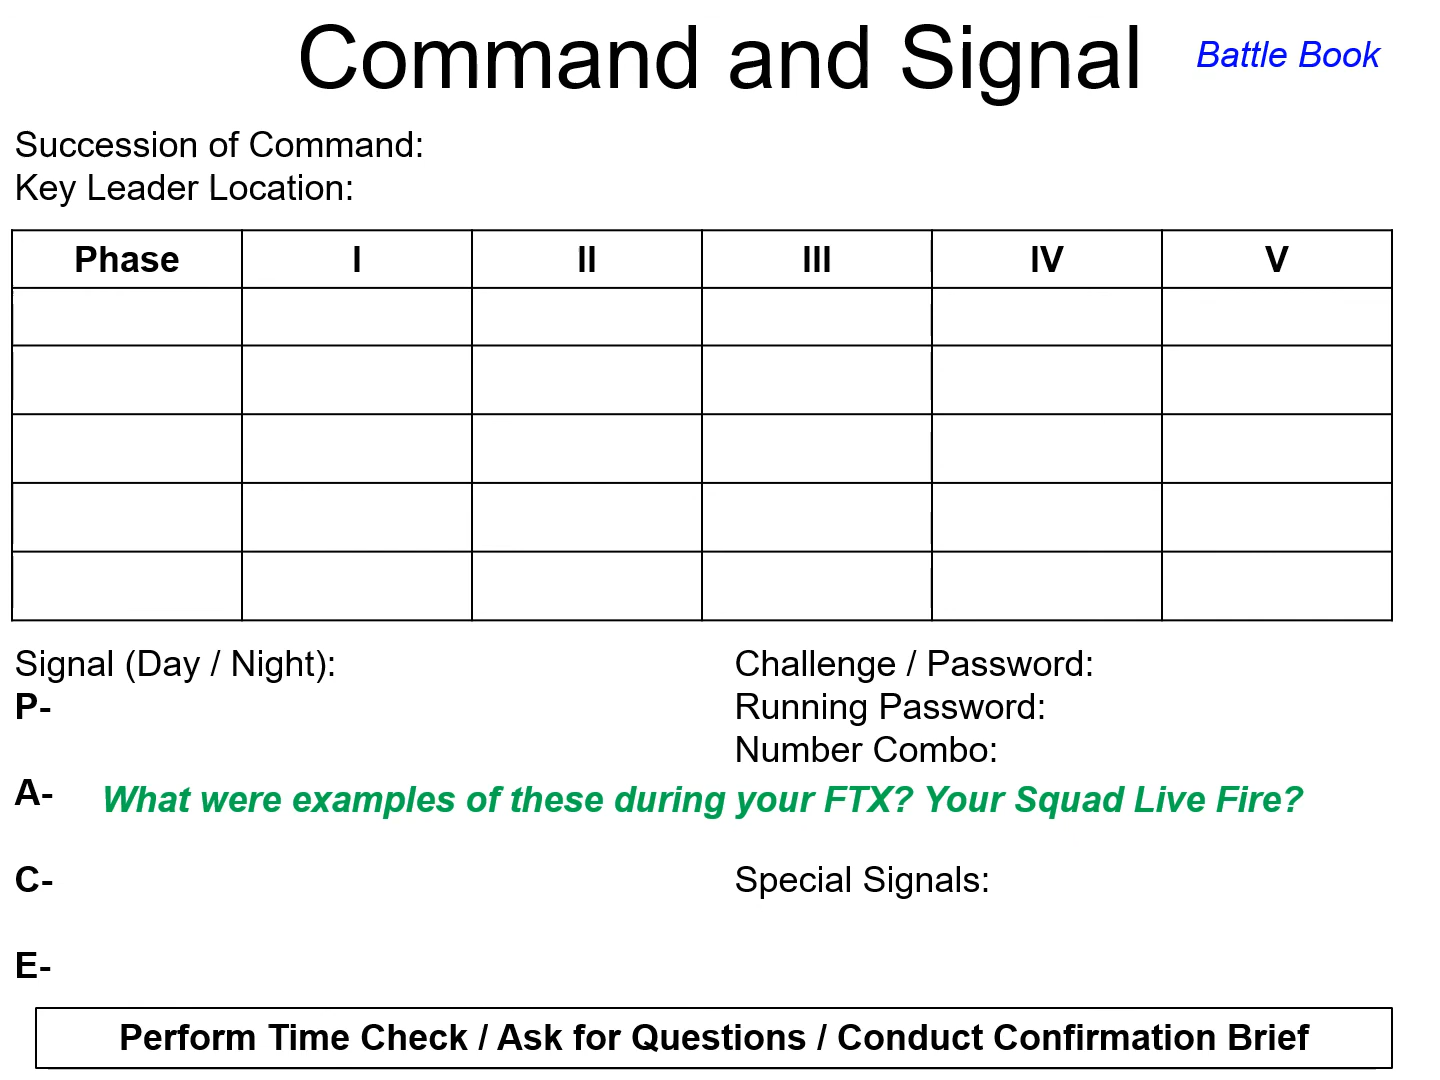 Command and Signal
Battle Book
Succession of Command:
Key Leader Location:
Phase I II III IV V
Signal (Day / Night):
P-
A-
C-
E-
Challenge / Password:
Running Password:
Number Combo:
What were examples of these during your FTX? Your Squad Live Fire?
Special Signals:
Perform Time Check / Ask for Questions / Conduct Confirmation Brief